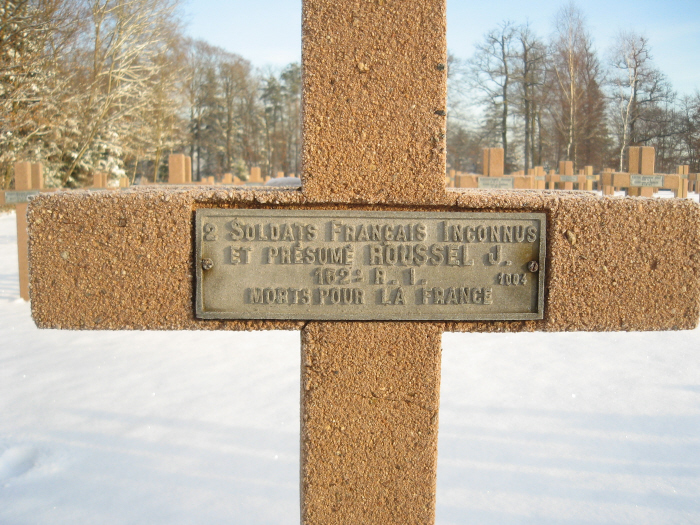 2 SOLDATS FRANÇAIS INCONNUS
ET PRÉSUMÉ ROUSSEL J.
162E R. I. 1004
MORTS POUR LA FRANCE